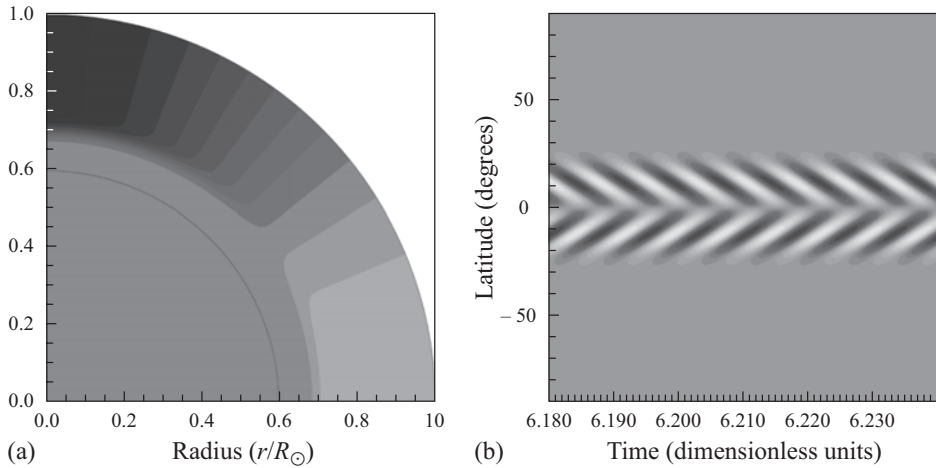 1.0
0.8
0.6
0.4
0.2
0.0
0.0 0.2 0.4 0.6 0.8 10
(a) Radius (r/R⊙)
Latitude (degrees)
50
0
– 50
6.180 6.190 6.200 6.210 6.220 6.230
(b) Time (dimensionless units)